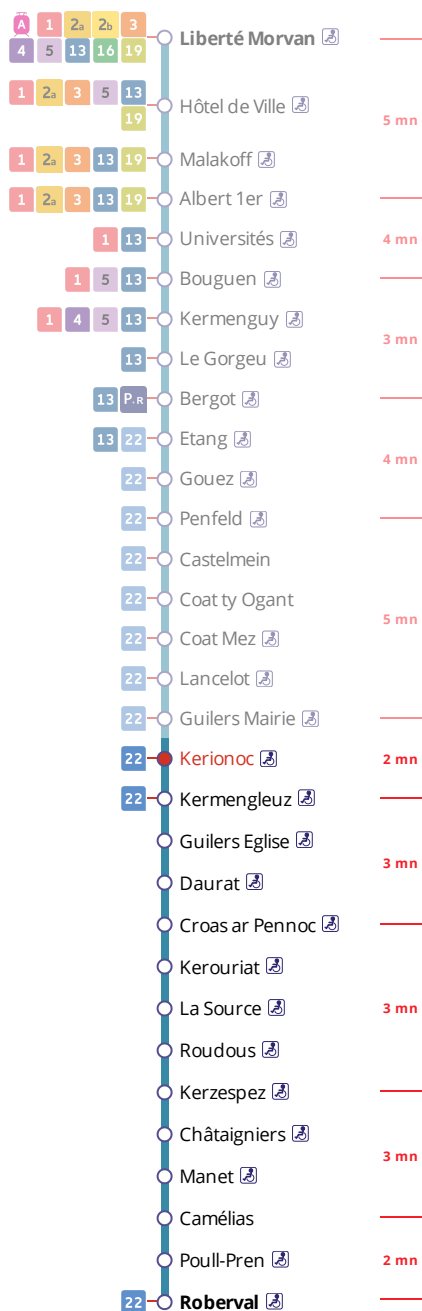 A 1 2a 2b 3
4 5 13 16 19
Liberté Morvan
1 2a 3 5 13
19
Hôtel de Ville
5 mn
1 2a 3 13 19 Malakoff
1 2a 3 13 19 Albert 1er
1 13 Universités
4 mn
1 5 13 Bouguen
1 4 5 13 Kermenguy
3 mn
13 Le Gorgeu
13 P+R Bergot
13 22 Etang
4 mn
22 Gouez
22 Penfeld
22 Castelmein
22 Coat ty Ogant
5 mn
22 Coat Mez
22 Lancelot
22 Guilers Mairie
22 Kerionoc
2 mn
22 Kermengleuz
Guilers Eglise
3 mn
Daurat
Croas ar Pennoc
Kerouriat
La Source
3 mn
Roudous
Kerzespez
Châtaigniers
3 mn
Manet
Camélias
Poull-Pren
2 mn
22 Roberval